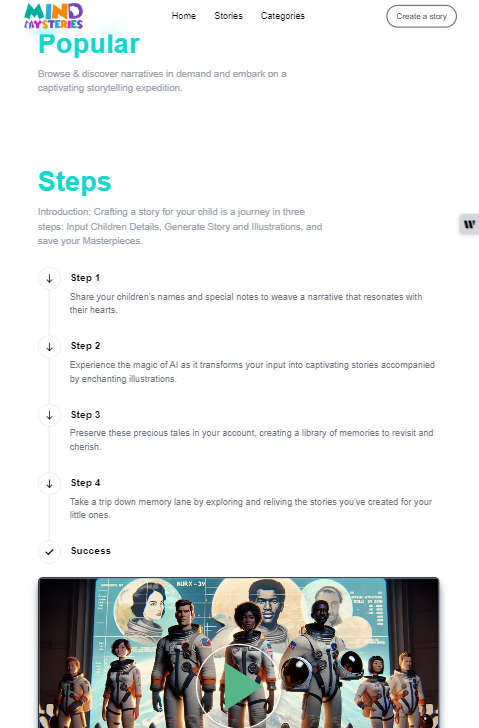 MIND
MYSTERIES
Home
Stories
Categories
Create a story
Popular
Browse & discover narratives in demand and embark on a
captivating storytelling expedition.
Steps
Introduction: Crafting a story for your child is a journey in three
steps: Input Children Details, Generate Story and Illustrations, and
save your Masterpieces.
W
Step 1
Share your children's names and special notes to weave a narrative that resonates with
their hearts.
Step 2
Experience the magic of AI as it transforms your input into captivating stories accompanied
by enchanting illustrations.
Step 3
Preserve these precious tales in your account, creating a library of memories to revisit and
cherish.
Step 4
Take a trip down memory lane by exploring and reliving the stories you've created for your
little ones.
Success
NURX-39